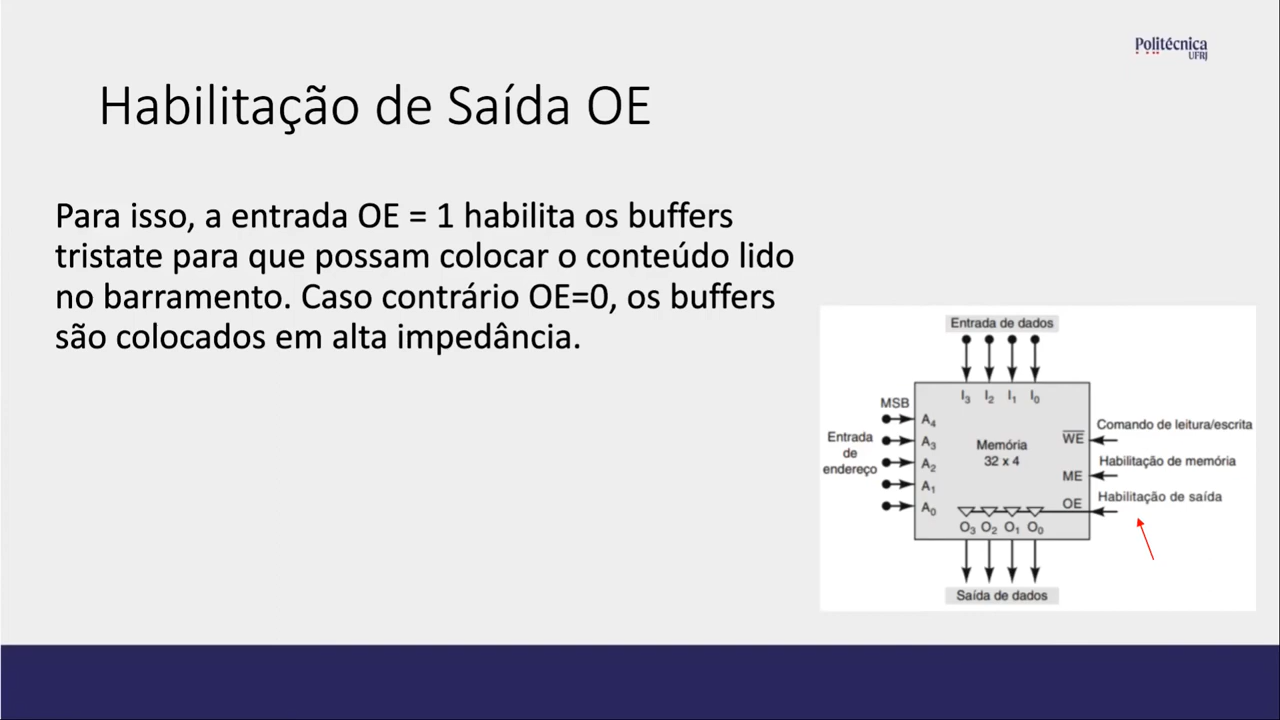 Politécnica
UFRJ
Habilitação de Saída OE
Para isso, a entrada OE = 1 habilita os buffers
tristate para que possam colocar o conteúdo lido
no barramento. Caso contrário OE=0, os buffers
são colocados em alta impedância.
Entrada de dados
I3 I2 I1 I0
MSB
A4
A3
A2
A1
A0
Entrada
de
endereço
Memória
32 x 4
WE
Comando de leitura/escrita
ME
Habilitação de memória
OE
Habilitação de saída
O3 O2 O1 O0
Saída de dados